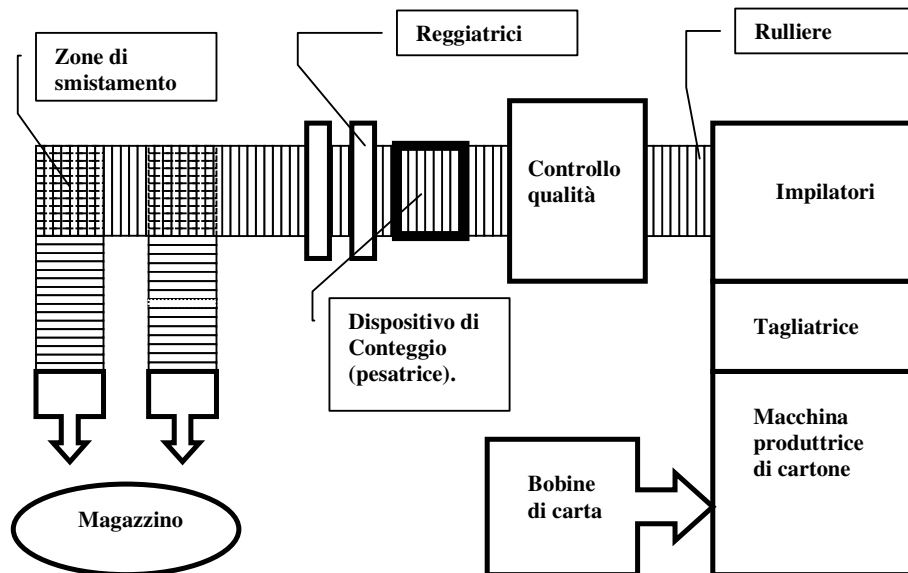 Zone di
smistamento
Reggiatrici
Rulliere
Controllo
qualità
Impilatori
Dispositivo di
Conteggio
(pesatrice).
Tagliatrice
Macchina
produttrice
di cartone
Bobine
di carta
Magazzino